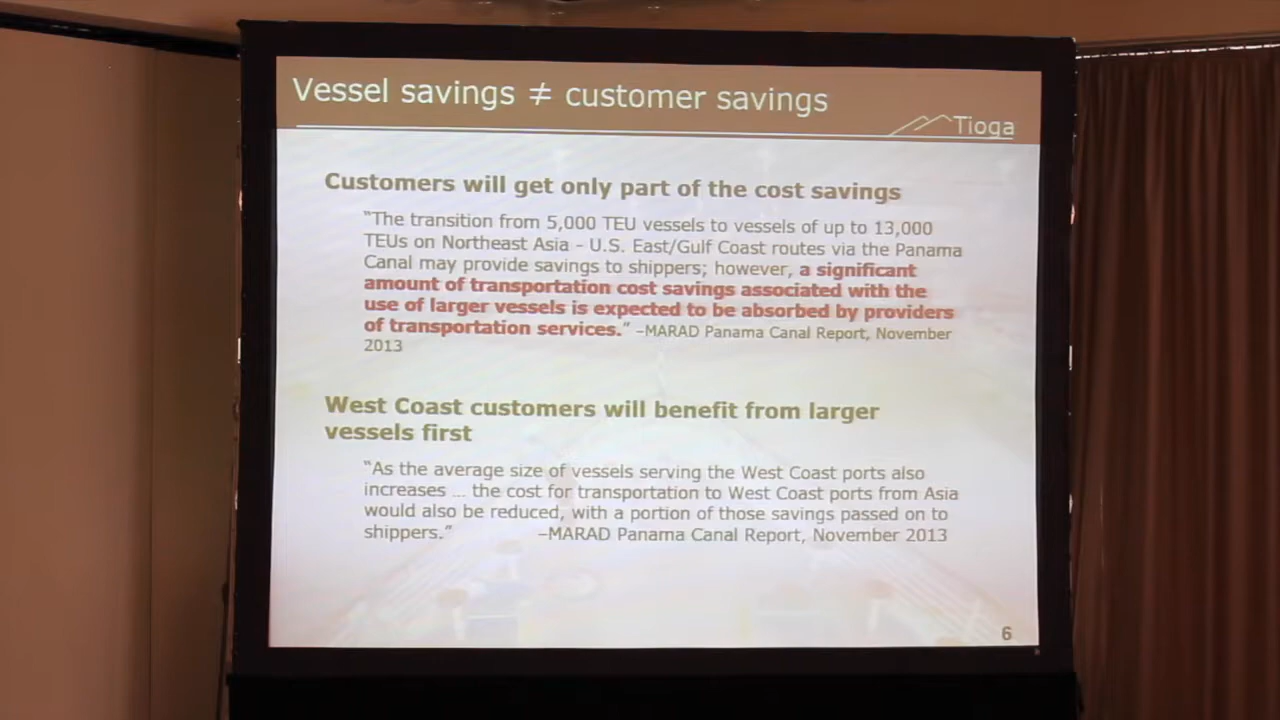 Vessel savings ≠ customer savings
Tioga
Customers will get only part of the cost savings
“The transition from 5,000 TEU vessels to vessels of up to 13,000
TEUs on Northeast Asia - U.S. East/Gulf Coast routes via the Panama
Canal may provide savings to shippers; however, a significant
amount of transportation cost savings associated with the
use of larger vessels is expected to be absorbed by providers
of transportation services.” –MARAD Panama Canal Report, November
2013
West Coast customers will benefit from larger
vessels first
“As the average size of vessels serving the West Coast ports also
increases … the cost for transportation to West Coast ports from Asia
would also be reduced, with a portion of those savings passed on to
shippers.” –MARAD Panama Canal Report, November 2013
6